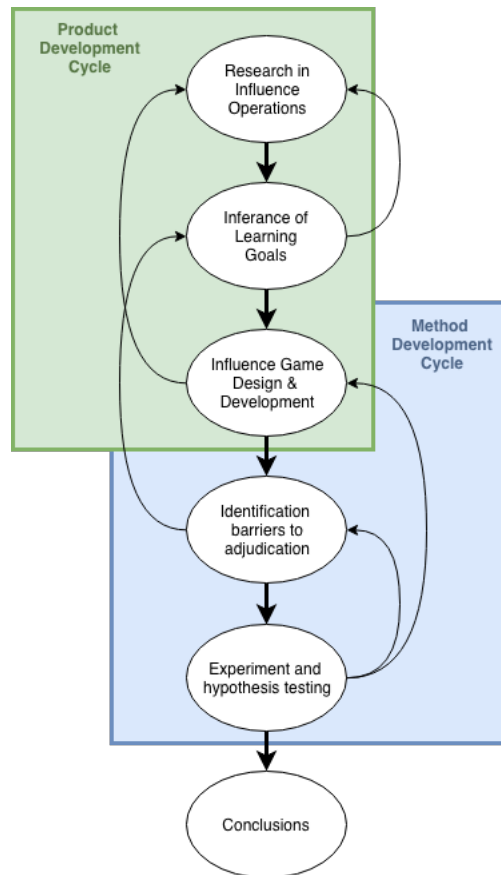 Product
Development
Cycle
Research in
Influence
Operations
Inferance of
Learning
Goals
Method
Development
Cycle
Influence Game
Design &
Development
Identification
barriers to
adjudication
Experiment and
hypothesis testing
Conclusions